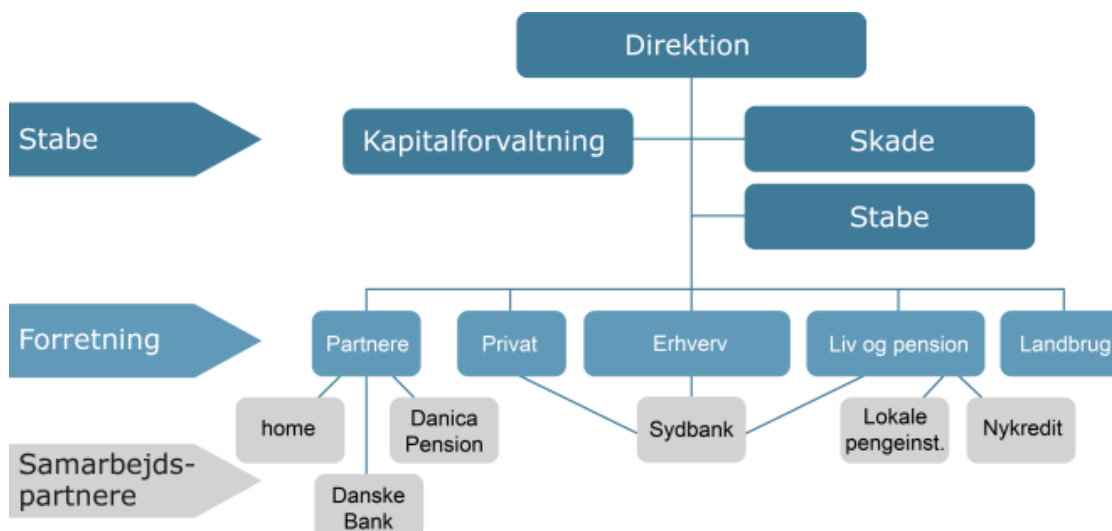 Direktion
Stabe
Kapitalforvaltning
Skade
Stabe
Forretning
Partnere
Privat
Erhverv
Liv og pension
Landbrug
home
Danica
Pension
Sydbank
Lokale
pengeinst.
Nykredit
Samarbejds-
partnere
Danske
Bank